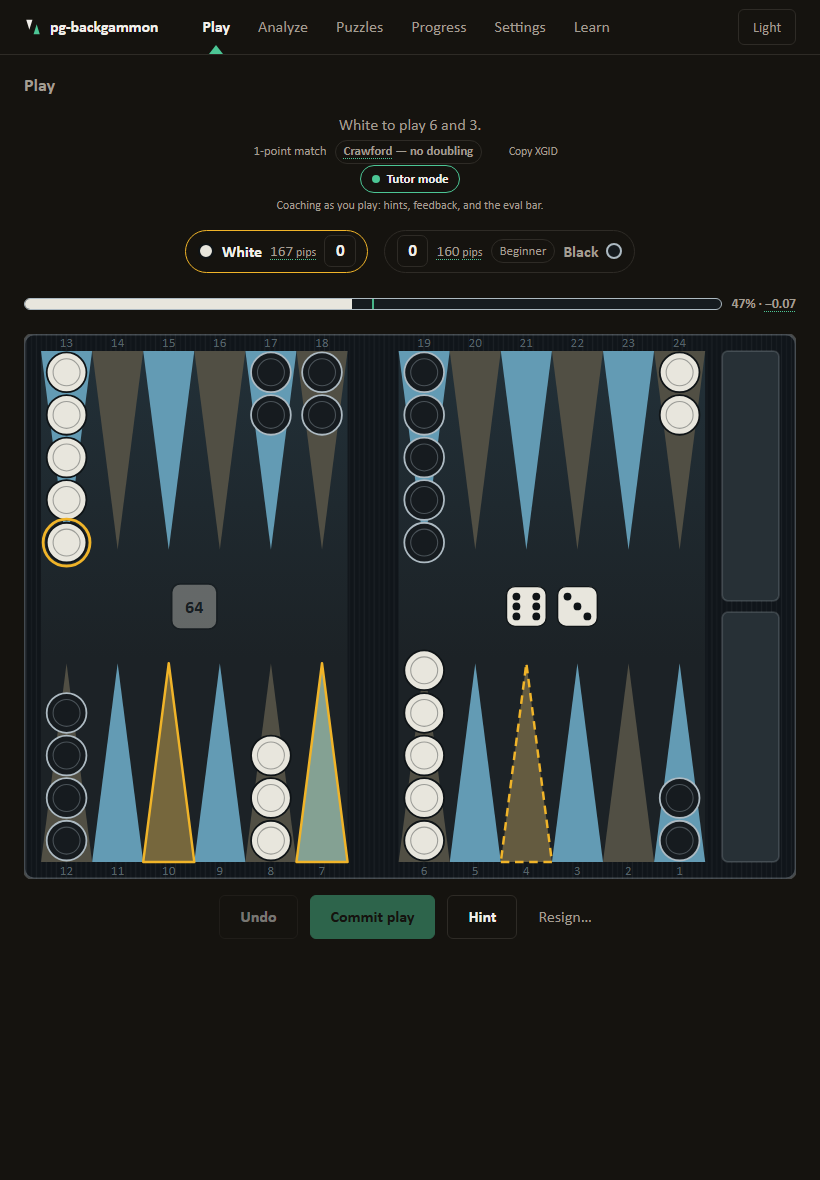 pg-backgammon Play Analyze Puzzles Progress Settings Learn Light
Play
White to play 6 and 3.
1-point match Crawford — no doubling Copy XGID
Tutor mode
Coaching as you play: hints, feedback, and the eval bar.
White 167 pips 0 0 160 pips Beginner Black
47% · −0.07
13 14 15 16 17 18 19 20 21 22 23 24
64
12 11 10 9 8 7 6 5 4 3 2 1
Undo Commit play Hint Resign...